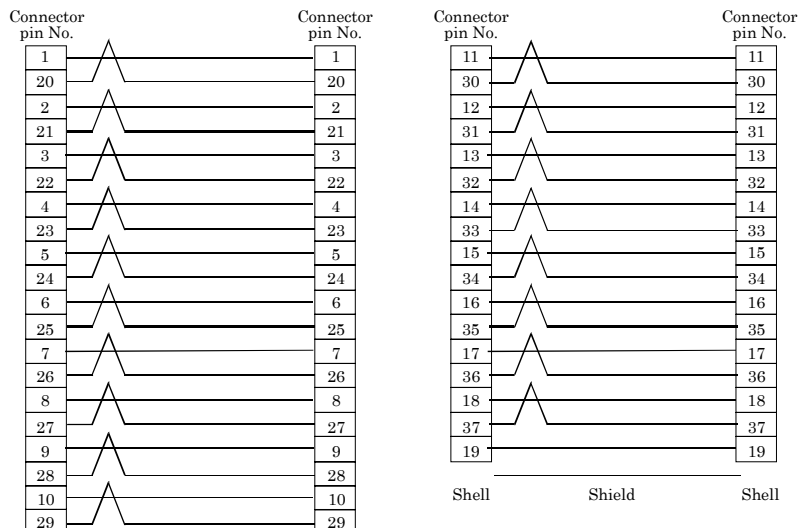 Connector pin No. Connector pin No. Connector pin No. Connector pin No.
1 1 11 11
20 20 30 30
2 2 12 12
21 21 31 31
3 3 13 13
22 22 32 32
4 4 14 14
23 23 33 33
5 5 15 15
24 24 34 34
6 6 16 16
25 25 35 35
7 7 17 17
26 26 36 36
8 8 18 18
27 27 37 37
9 9 19 19
28 28
10 10 Shell Shield Shell
29 29